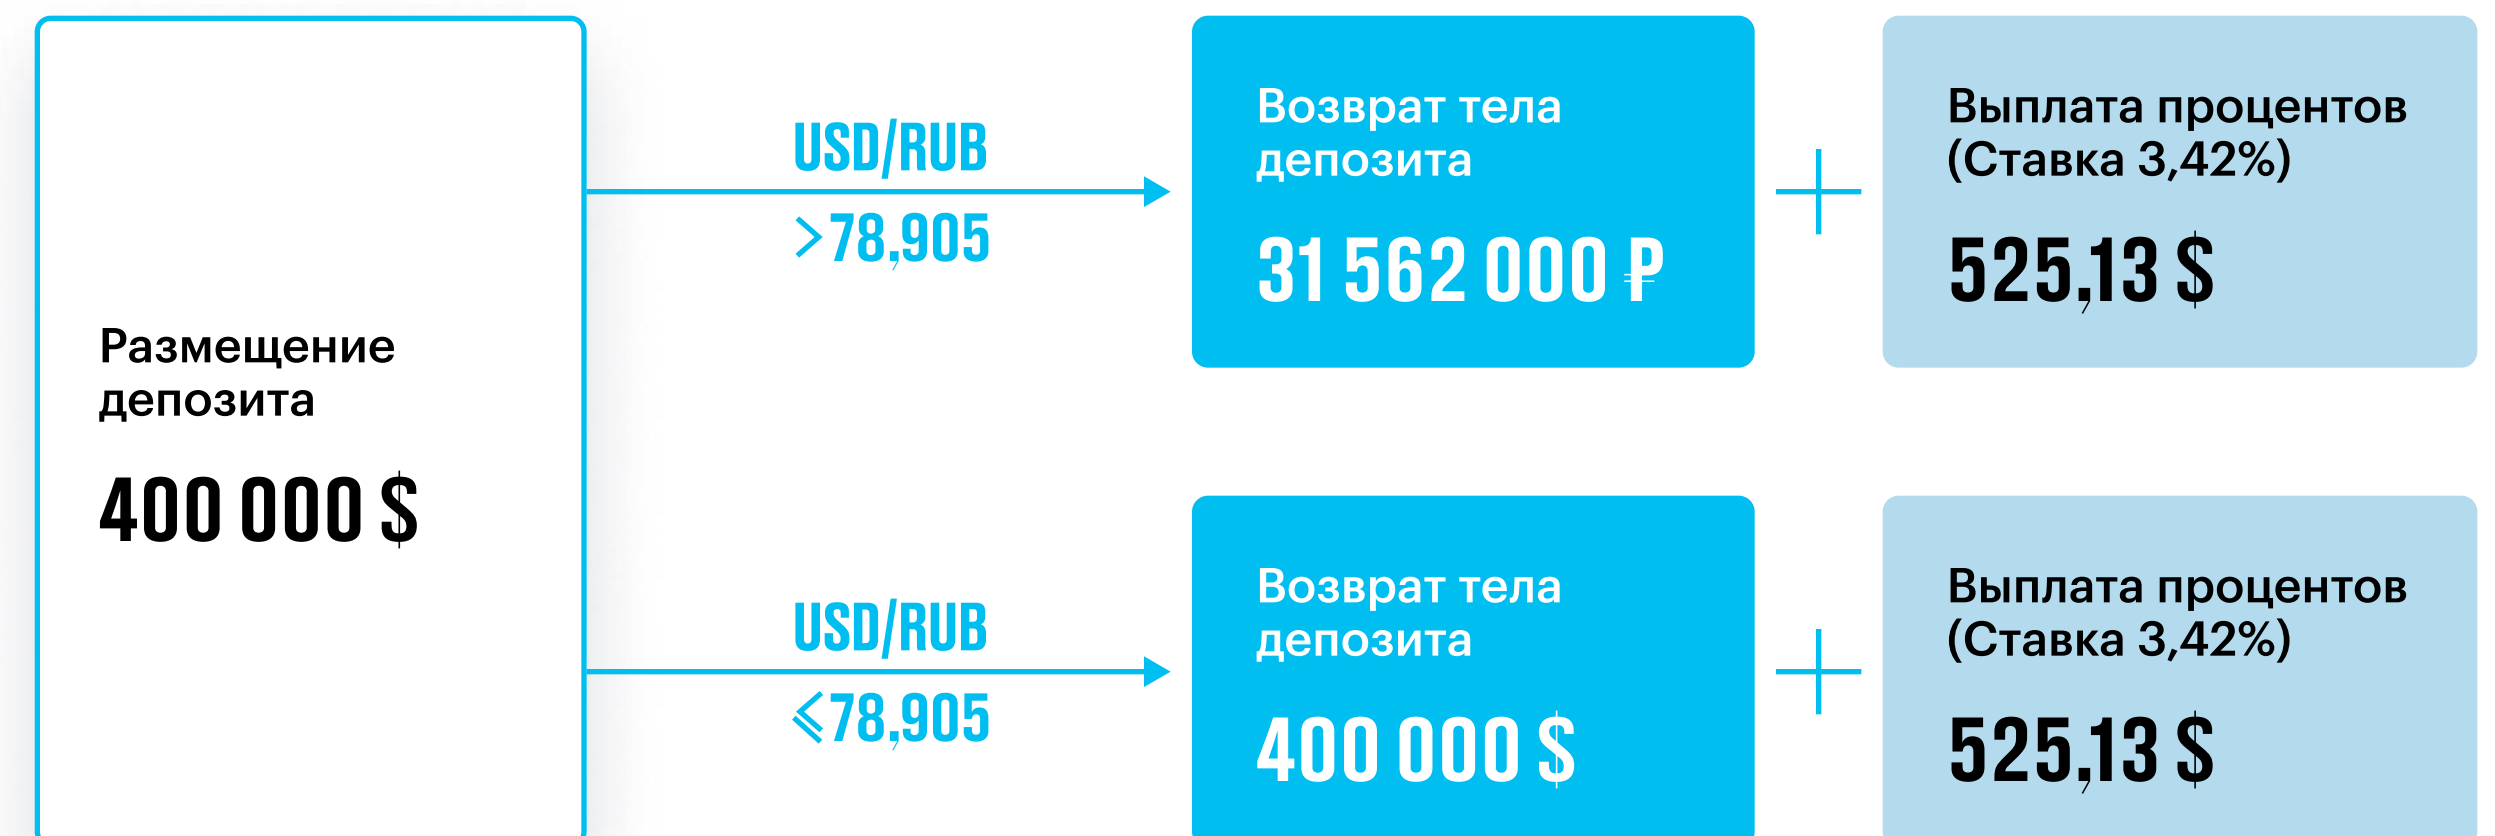 Размещение
депозита
400 000 $
USD/RUB
>78,905
Возврат тела
депозита
31 562 000 ₽
Выплата процентов
(Ставка 3,42%)
525,13 $
USD/RUB
⩽78,905
Возврат тела
депозита
400 000 $
Выплата процентов
(Ставка 3,42%)
525,13 $